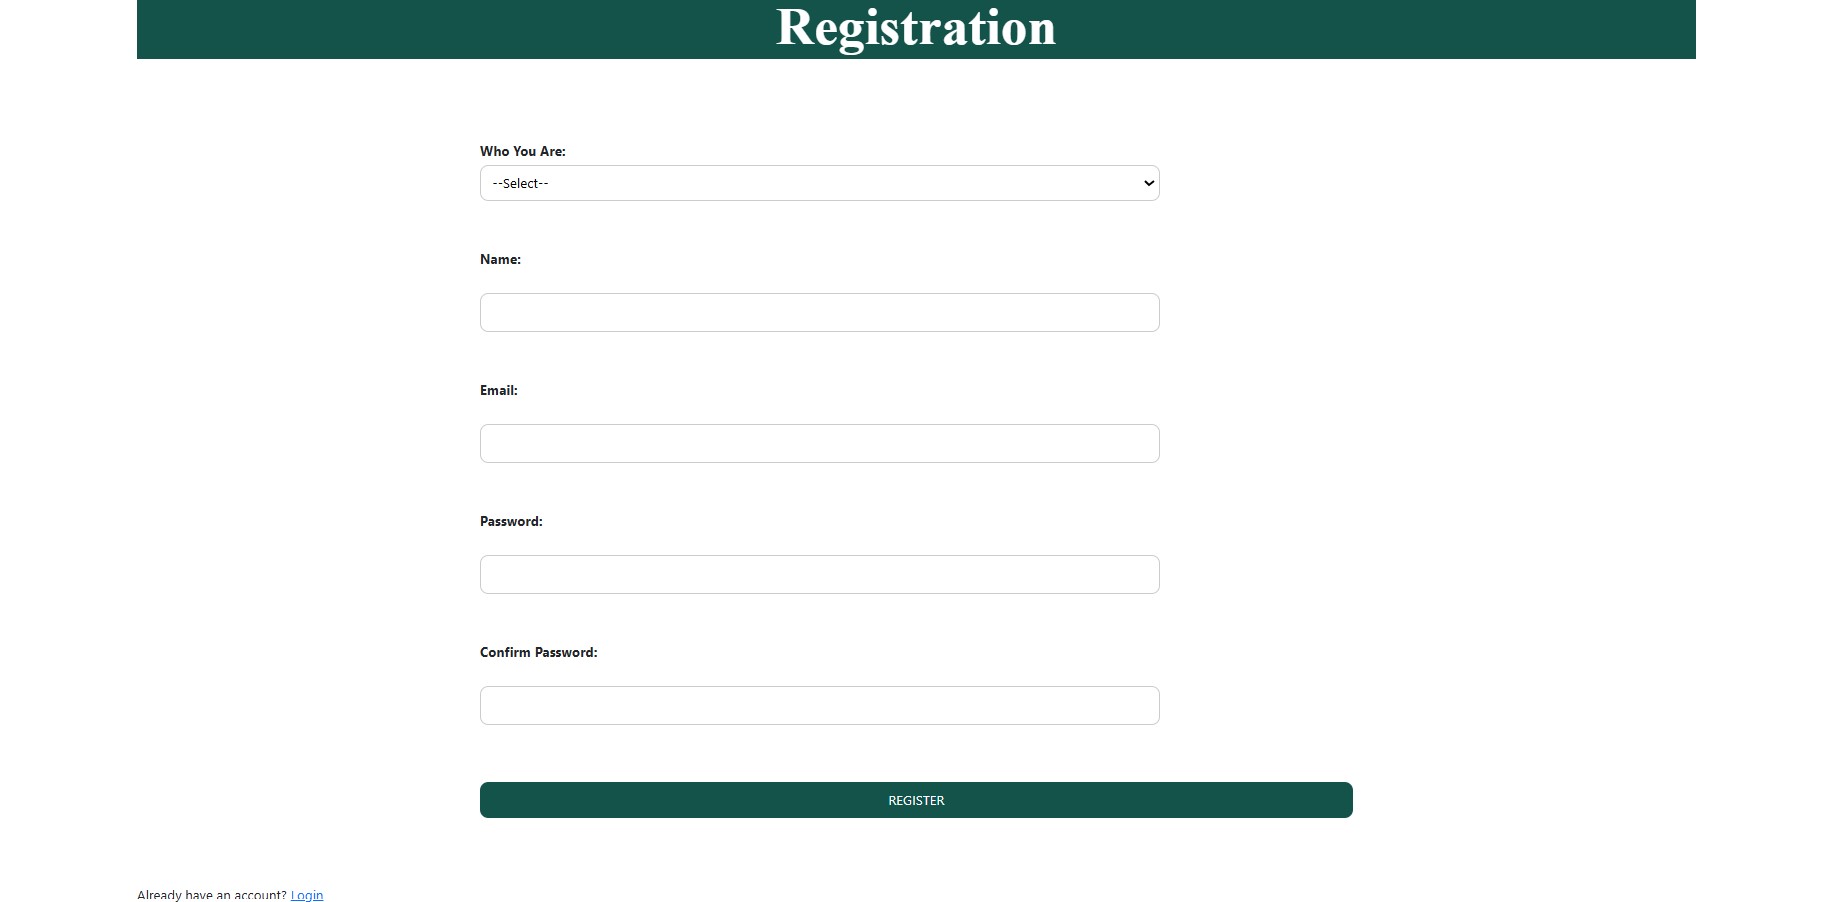 Registration
Who You Are:
--Select--
Name:
Email:
Password:
Confirm Password:
REGISTER
Already have an account? Login